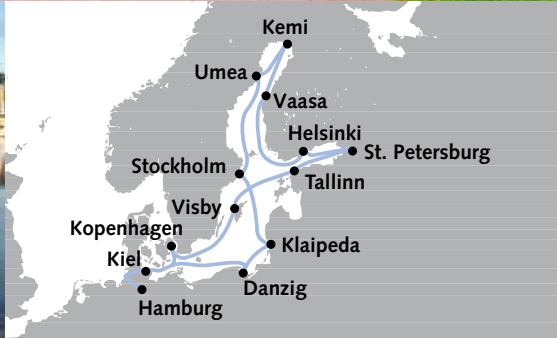 Kemi
Umea
Vaasa
Helsinki
St. Petersburg
Stockholm
Tallinn
Visby
Kopenhagen
Klaipeda
Kiel
Danzig
Hamburg